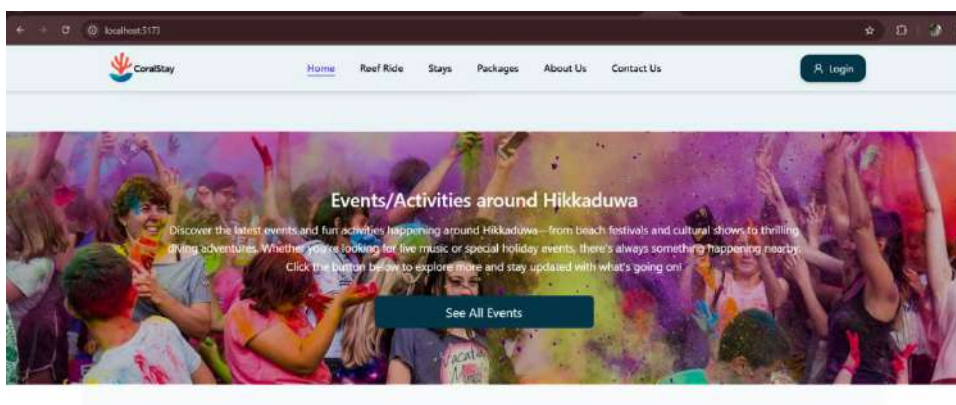 localhost:5173
CoralStay
Home Reef Ride Stays Packages About Us Contact Us
Login
Events/Activities around Hikkaduwa
Discover the latest events and fun activities happening around Hikkaduwa—from beach festivals and cultural shows to thrilling
diving adventures. Whether you're looking for live music or special holiday events, there's always something happening nearby.
Click the button below to explore more and stay updated with what's going on!
See All Events